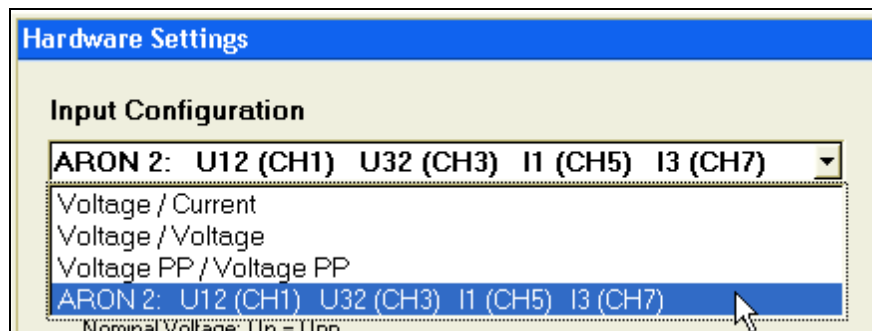 Hardware Settings
Input Configuration
ARON 2: U12 (CH1) U32 (CH3) I1 (CH5) I3 (CH7)
Voltage / Current
Voltage / Voltage
Voltage PP / Voltage PP
ARON 2: U12 (CH1) U32 (CH3) I1 (CH5) I3 (CH7)
Nominal Voltage: Un = Upp